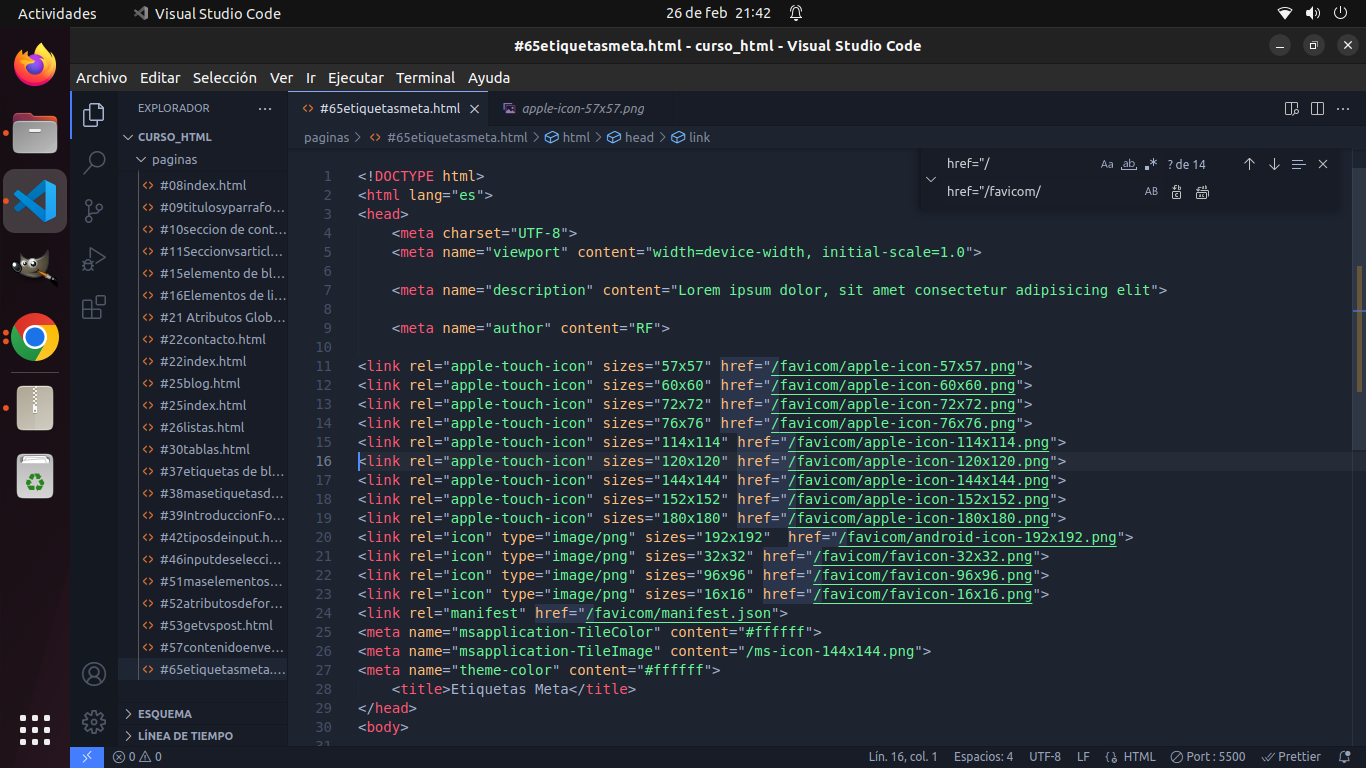 Actividades
Visual Studio Code
26 de feb 21:42
#65etiquetasmeta.html - curso_html - Visual Studio Code
Archivo Editar Selección Ver Ir Ejecutar Terminal Ayuda
EXPLORADOR
CURSO_HTML
paginas
#08index.html
#09titulosyparrafo...
#10seccion de cont...
#11Seccionvsarticl...
#15elemento de bl...
#16Elementos de li...
#21 Atributos Glob...
#22contacto.html
#22index.html
#25blog.html
#25index.html
#26listas.html
#30tablas.html
#37etiquetas de bl...
#38masetiquetasd...
#39IntroduccionFo...
#42tiposdeinput.h...
#46inputdeselecci...
#51maselementos...
#52atributosdefor...
#53getvspost.html
#57contenidoenve...
#65etiquetasmeta....
ESQUEMA
LÍNEA DE TIEMPO
#65etiquetasmeta.html
apple-icon-57x57.png
paginas > #65etiquetasmeta.html > html > head > link
href="/
Aa ab .* ? de 14
href="/favicom/
AB
1 <!DOCTYPE html>
2 <html lang="es">
3 <head>
4 <meta charset="UTF-8">
5 <meta name="viewport" content="width=device-width, initial-scale=1.0">
6
7 <meta name="description" content="Lorem ipsum dolor, sit amet consectetur adipisicing elit">
8
9 <meta name="author" content="RF">
10
11 <link rel="apple-touch-icon" sizes="57x57" href="/favicom/apple-icon-57x57.png">
12 <link rel="apple-touch-icon" sizes="60x60" href="/favicom/apple-icon-60x60.png">
13 <link rel="apple-touch-icon" sizes="72x72" href="/favicom/apple-icon-72x72.png">
14 <link rel="apple-touch-icon" sizes="76x76" href="/favicom/apple-icon-76x76.png">
15 <link rel="apple-touch-icon" sizes="114x114" href="/favicom/apple-icon-114x114.png">
16 <link rel="apple-touch-icon" sizes="120x120" href="/favicom/apple-icon-120x120.png">
17 <link rel="apple-touch-icon" sizes="144x144" href="/favicom/apple-icon-144x144.png">
18 <link rel="apple-touch-icon" sizes="152x152" href="/favicom/apple-icon-152x152.png">
19 <link rel="apple-touch-icon" sizes="180x180" href="/favicom/apple-icon-180x180.png">
20 <link rel="icon" type="image/png" sizes="192x192"  href="/favicom/android-icon-192x192.png">
21 <link rel="icon" type="image/png" sizes="32x32" href="/favicom/favicon-32x32.png">
22 <link rel="icon" type="image/png" sizes="96x96" href="/favicom/favicon-96x96.png">
23 <link rel="icon" type="image/png" sizes="16x16" href="/favicom/favicon-16x16.png">
24 <link rel="manifest" href="/favicom/manifest.json">
25 <meta name="msapplication-TileColor" content="#ffffff">
26 <meta name="msapplication-TileImage" content="/ms-icon-144x144.png">
27 <meta name="theme-color" content="#ffffff">
28 <title>Etiquetas Meta</title>
29 </head>
30 <body>
31
0 0
Lín. 16, col. 1 Espacios: 4 UTF-8 LF HTML Port : 5500 Prettier